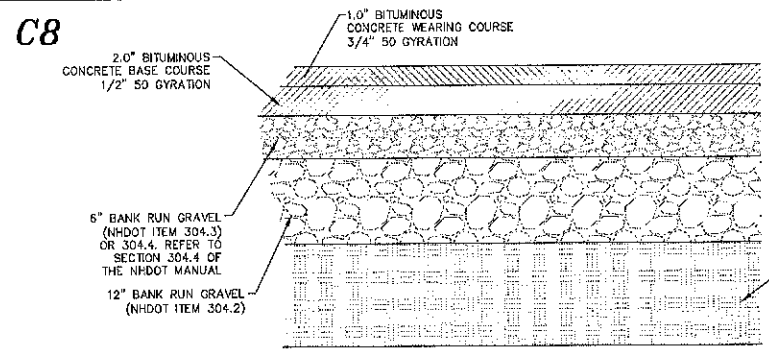 C8
1.0" BITUMINOUS
CONCRETE WEARING COURSE
3/4" 50 GYRATION
2.0" BITUMINOUS
CONCRETE BASE COURSE
1/2" 50 GYRATION
6" BANK RUN GRAVEL
(NHDOT ITEM 304.3)
OR 304.4. REFER TO
SECTION 304.4 OF
THE NHDOT MANUAL
12" BANK RUN GRAVEL
(NHDOT ITEM 304.2)